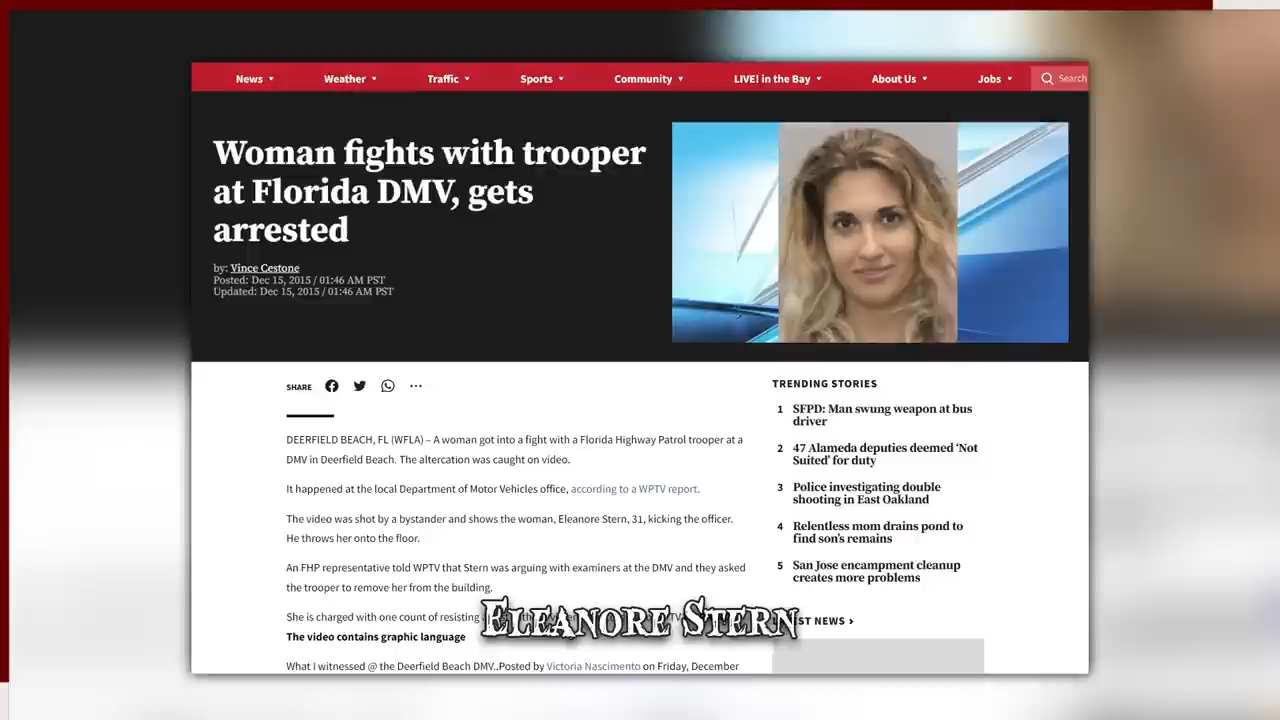 News Weather Traffic Sports Community LIVE! in the Bay About Us Jobs Search
Woman fights with trooper
at Florida DMV, gets
arrested
by: Vince Cestone
Posted: Dec 15, 2015 / 01:46 AM PST
Updated: Dec 15, 2015 / 01:46 AM PST
SHARE
DEERFIELD BEACH, FL (WFLA) – A woman got into a fight with a Florida Highway Patrol trooper at a
DMV in Deerfield Beach. The altercation was caught on video.
It happened at the local Department of Motor Vehicles office, according to a WPTV report.
The video was shot by a bystander and shows the woman, Eleanore Stern, 31, kicking the officer.
He throws her onto the floor.
An FHP representative told WPTV that Stern was arguing with examiners at the DMV and they asked
the trooper to remove her from the building.
She is charged with one count of resisting
The video contains graphic language
What I witnessed @ the Deerfield Beach DMV..Posted by Victoria Nascimento on Friday, December
TRENDING STORIES
1 SFPD: Man swung weapon at bus
driver
2 47 Alameda deputies deemed ‘Not
Suited’ for duty
3 Police investigating double
shooting in East Oakland
4 Relentless mom drains pond to
find son’s remains
5 San Jose encampment cleanup
creates more problems
NEWS >
Eleanore Stern